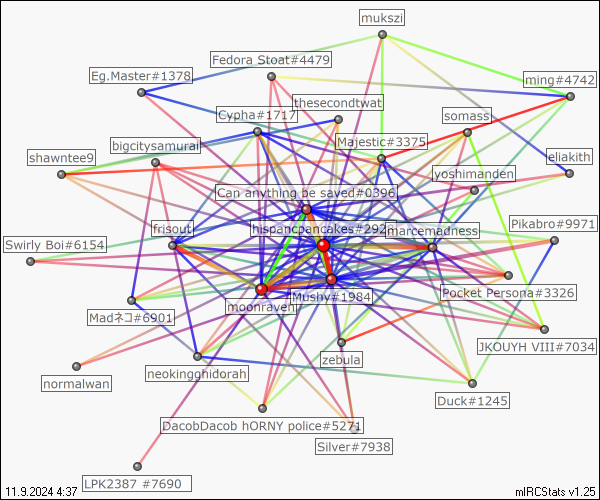 mukszi
Fedora Stoat#4479
Eg.Master#1378
ming#4742
thesecondtwat
Cypha#1717
somass
Majestic#3375
bigcitysamurai
shawntee9
eliakith
yoshimanden
Can anything be saved#0396
Pikabro#9971
frisout
hispancpancakes#292
marcemadness
Swirly Boi#6154
Mushy#1984
Pocket Persona#3326
moonraven
Madネコ#6901
JKOUYH VIII#7034
zebula
neokingghidorah
normalwan
Duck#1245
DacobDacob hORNY police#5271
Silver#7938
LPK2387 #7690
11.9.2024 4:37
mIRCStats v1.25